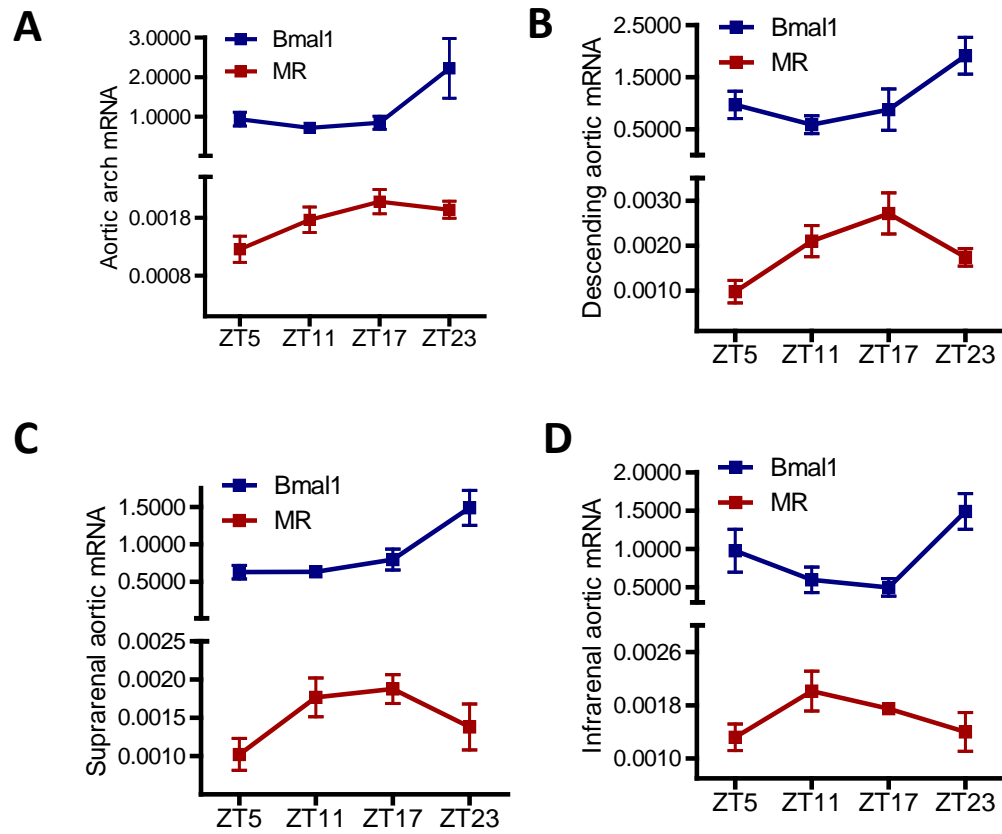 A
Aortic arch mRNA
3.0000
2.0000
1.0000
0.0018
0.0008
Bmal1
MR
ZT5 ZT11 ZT17 ZT23
B
Descending aortic mRNA
2.5000
1.5000
0.5000
0.0030
0.0020
0.0010
Bmal1
MR
ZT5 ZT11 ZT17 ZT23
C
Suprarenal aortic mRNA
1.5000
1.0000
0.5000
0.0025
0.0020
0.0015
0.0010
Bmal1
MR
ZT5 ZT11 ZT17 ZT23
D
Infrarenal aortic mRNA
2.0000
1.5000
1.0000
0.5000
0.0026
0.0018
0.0010
Bmal1
MR
ZT5 ZT11 ZT17 ZT23